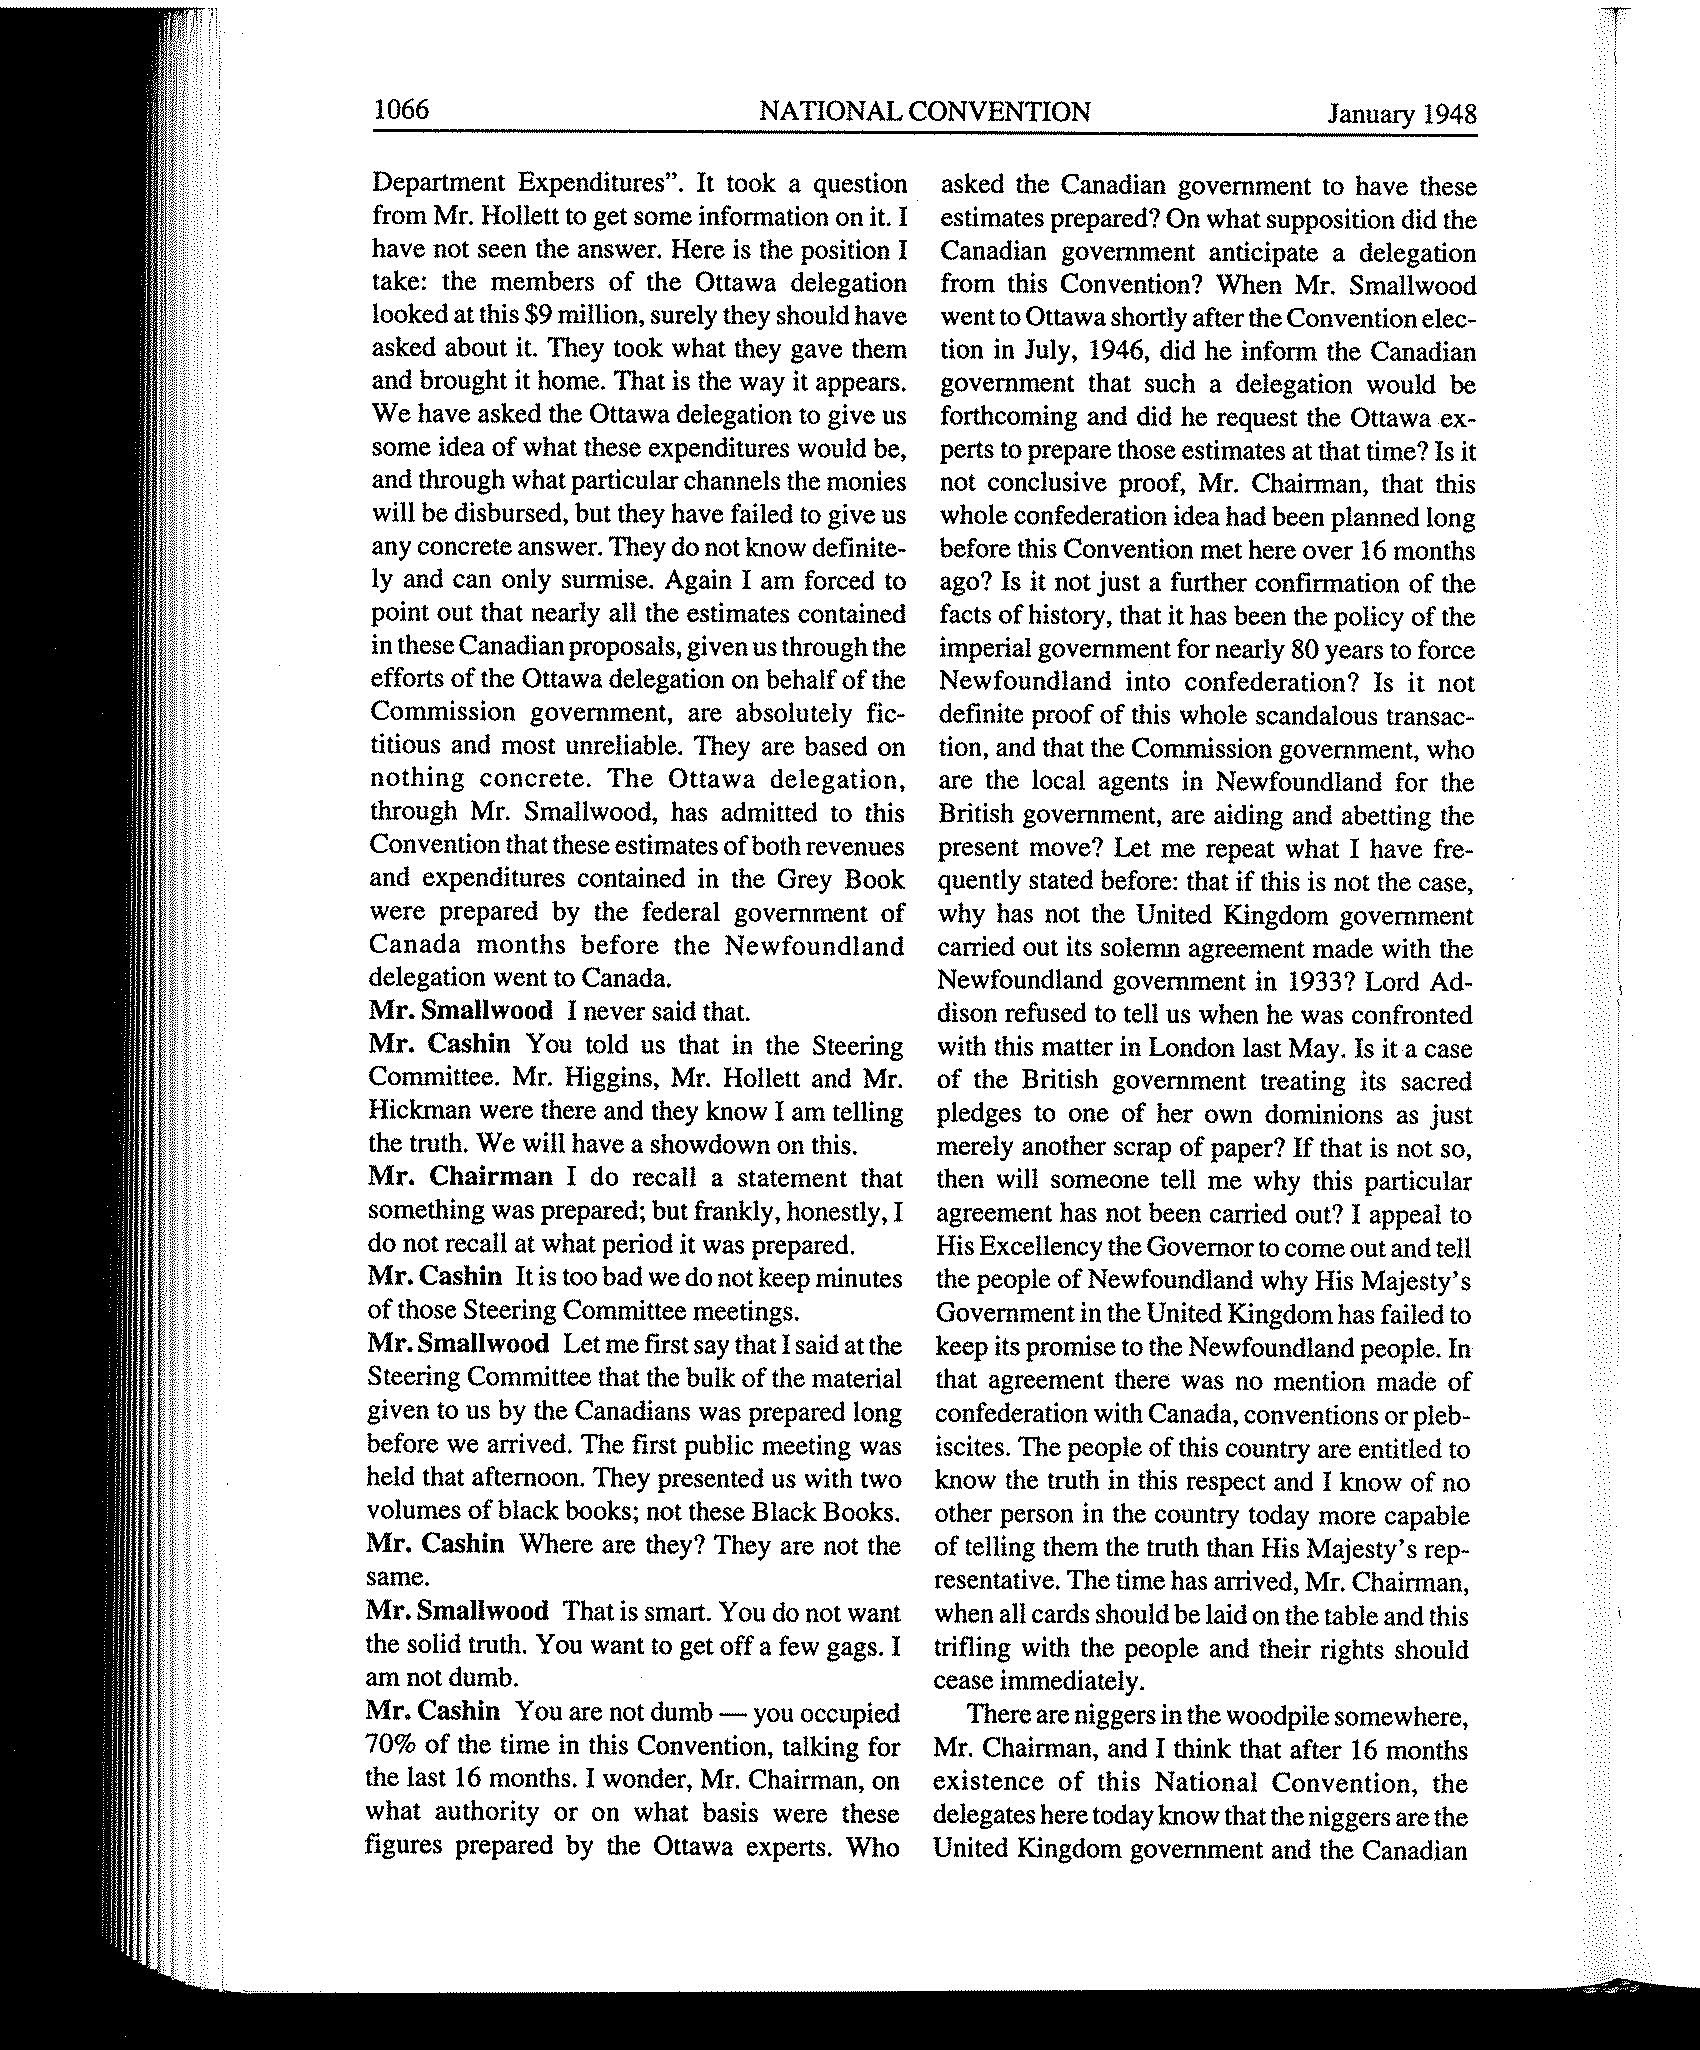 1066
NATIONAL CONVENTION
January 1948
Department Expenditures”. It took a question
from Mr. Hollett to get some information on it. I
have not seen the answer. Here is the position I
take: the members of the Ottawa delegation
looked at this $9 million, surely they should have
asked about it. They took what they gave them
and brought it home. That is the way it appears.
We have asked the Ottawa delegation to give us
some idea of what these expenditures would be,
and through what particular channels the monies
will be disbursed, but they have failed to give us
any concrete answer. They do not know definite-
ly and can only surmise. Again I am forced to
point out that nearly all the estimates contained
in these Canadian proposals, given us through the
efforts of the Ottawa delegation on behalf of the
Commission government, are absolutely fic-
titious and most unreliable. They are based on
nothing concrete. The Ottawa delegation,
through Mr. Smallwood, has admitted to this
Convention that these estimates of both revenues
and expenditures contained in the Grey Book
were prepared by the federal government of
Canada months before the Newfoundland
delegation went to Canada.
Mr. Smallwood I never said that.
Mr. Cashin You told us that in the Steering
Committee. Mr. Higgins, Mr. Hollett and Mr.
Hickman were there and they know I am telling
the truth. We will have a showdown on this.
Mr. Chairman I do recall a statement that
something was prepared; but frankly, honestly, I
do not recall at what period it was prepared.
Mr. Cashin It is too bad we do not keep minutes
of those Steering Committee meetings.
Mr. Smallwood Let me first say that I said at the
Steering Committee that the bulk of the material
given to us by the Canadians was prepared long
before we arrived. The first public meeting was
held that afternoon. They presented us with two
volumes of black books; not these Black Books.
Mr. Cashin Where are they? They are not the
same.
Mr. Smallwood That is smart. You do not want
the solid truth. You want to get off a few gags. I
am not dumb.
Mr. Cashin You are not dumb — you occupied
70% of the time in this Convention, talking for
the last 16 months. I wonder, Mr. Chairman, on
what authority or on what basis were these
figures prepared by the Ottawa experts. Who
asked the Canadian government to have these
estimates prepared? On what supposition did the
Canadian government anticipate a delegation
from this Convention? When Mr. Smallwood
went to Ottawa shortly after the Convention elec-
tion in July, 1946, did he inform the Canadian
government that such a delegation would be
forthcoming and did he request the Ottawa ex-
perts to prepare those estimates at that time? Is it
not conclusive proof, Mr. Chairman, that this
whole confederation idea had been planned long
before this Convention met here over 16 months
ago? Is it not just a further confirmation of the
facts of history, that it has been the policy of the
imperial government for nearly 80 years to force
Newfoundland into confederation? Is it not
definite proof of this whole scandalous transac-
tion, and that the Commission government, who
are the local agents in Newfoundland for the
British government, are aiding and abetting the
present move? Let me repeat what I have fre-
quently stated before: that if this is not the case,
why has not the United Kingdom government
carried out its solemn agreement made with the
Newfoundland government in 1933? Lord Ad-
dison refused to tell us when he was confronted
with this matter in London last May. Is it a case
of the British government treating its sacred
pledges to one of her own dominions as just
merely another scrap of paper? If that is not so,
then will someone tell me why this particular
agreement has not been carried out? I appeal to
His Excellency the Governor to come out and tell
the people of Newfoundland why His Majesty's
Government in the United Kingdom has failed to
keep its promise to the Newfoundland people. In
that agreement there was no mention made of
confederation with Canada, conventions or pleb-
iscites. The people of this country are entitled to
know the truth in this respect and I know of no
other person in the country today more capable
of telling them the truth than His Majesty's rep-
resentative. The time has arrived, Mr. Chairman,
when all cards should be laid on the table and this
trifling with the people and their rights should
cease immediately.
There are niggers in the woodpile somewhere,
Mr. Chairman, and I think that after 16 months
existence of this National Convention, the
delegates here today know that the niggers are the
United Kingdom government and the Canadian